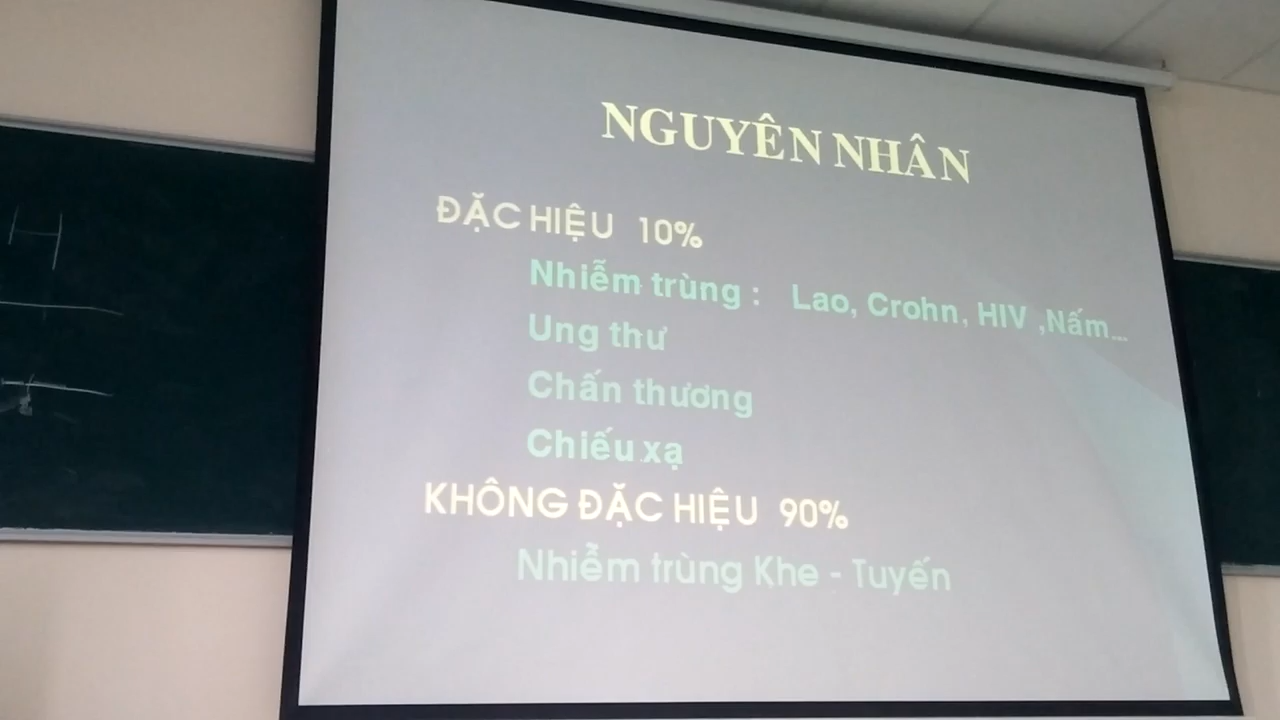 NGUYÊN NHÂN
ĐẶC HIỆU 10%
Nhiễm trùng : Lao, Crohn, HIV ,Nấm...
Ung thư
Chấn thương
Chiếu xạ
KHÔNG ĐẶC HIỆU 90%
Nhiễm trùng Khe - Tuyến